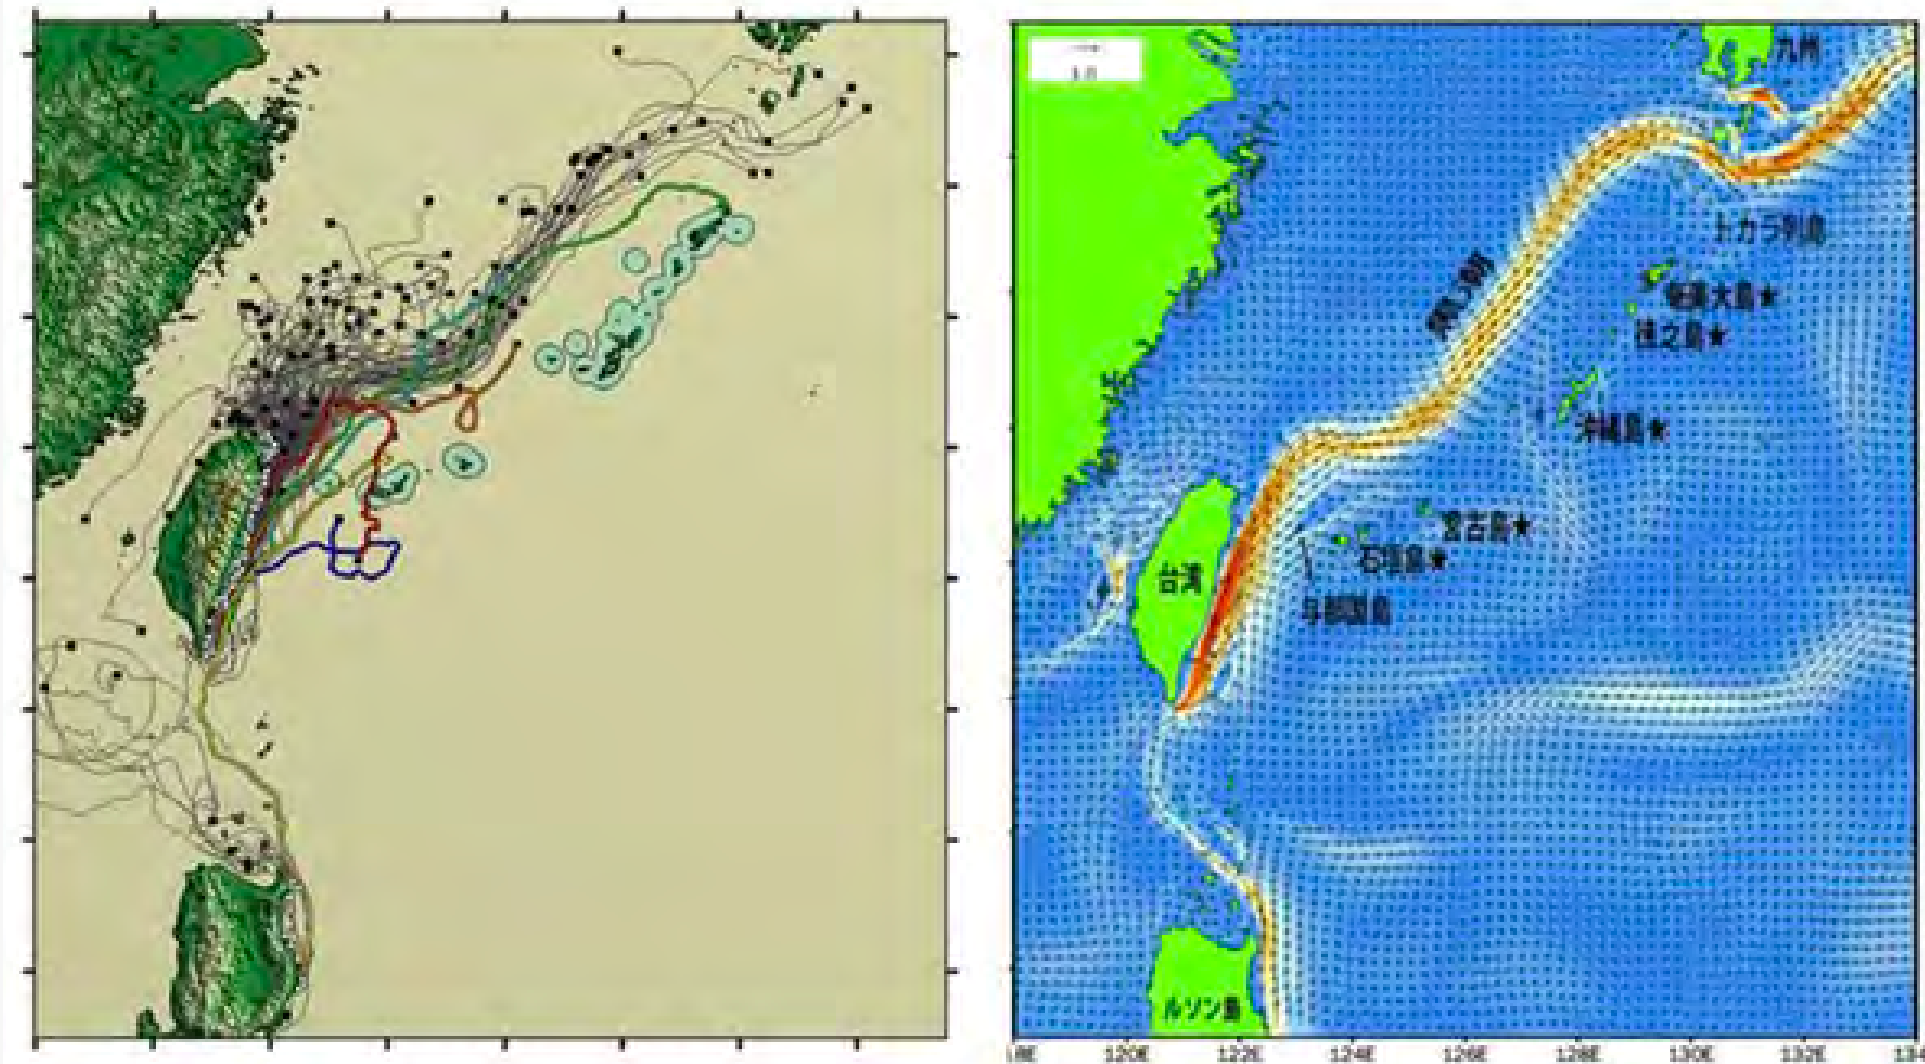 九州
トカラ列島
奄美大島★
徳之島★
沖縄島★
宮古島★
石垣島★
台湾
与那国島
ルソン島
120E
122E
124E
126E
128E
130E
132E